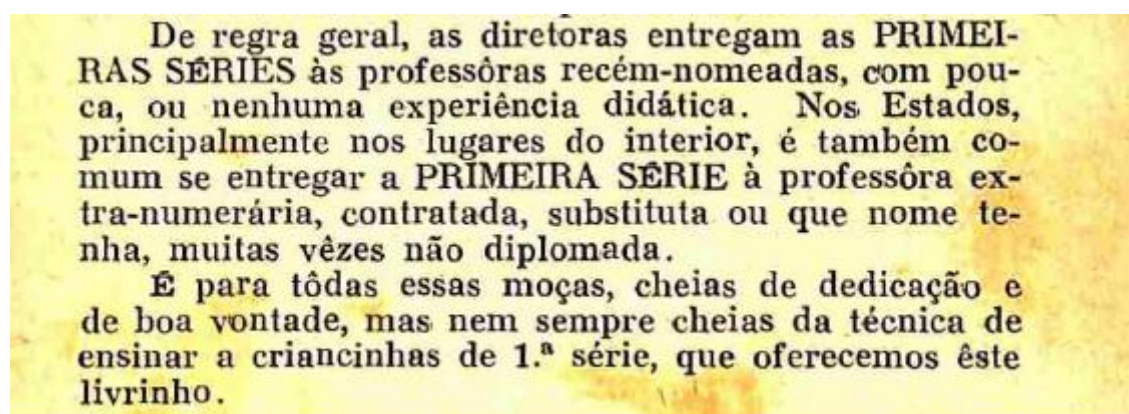 De regra geral, as diretoras entregam as PRIMEI-
RAS SÉRIES às professôras recém-nomeadas, com pou-
ca, ou nenhuma experiência didática. Nos Estados,
principalmente nos lugares do interior, é também co-
mum se entregar a PRIMEIRA SÉRIE à professôra ex-
tra-numerária, contratada, substituta ou que nome te-
nha, muitas vêzes não diplomada.
É para tôdas essas moças, cheias de dedicação e
de boa vontade, mas nem sempre cheias da técnica de
ensinar a criancinhas de 1.ª série, que oferecemos êste
livrinho.